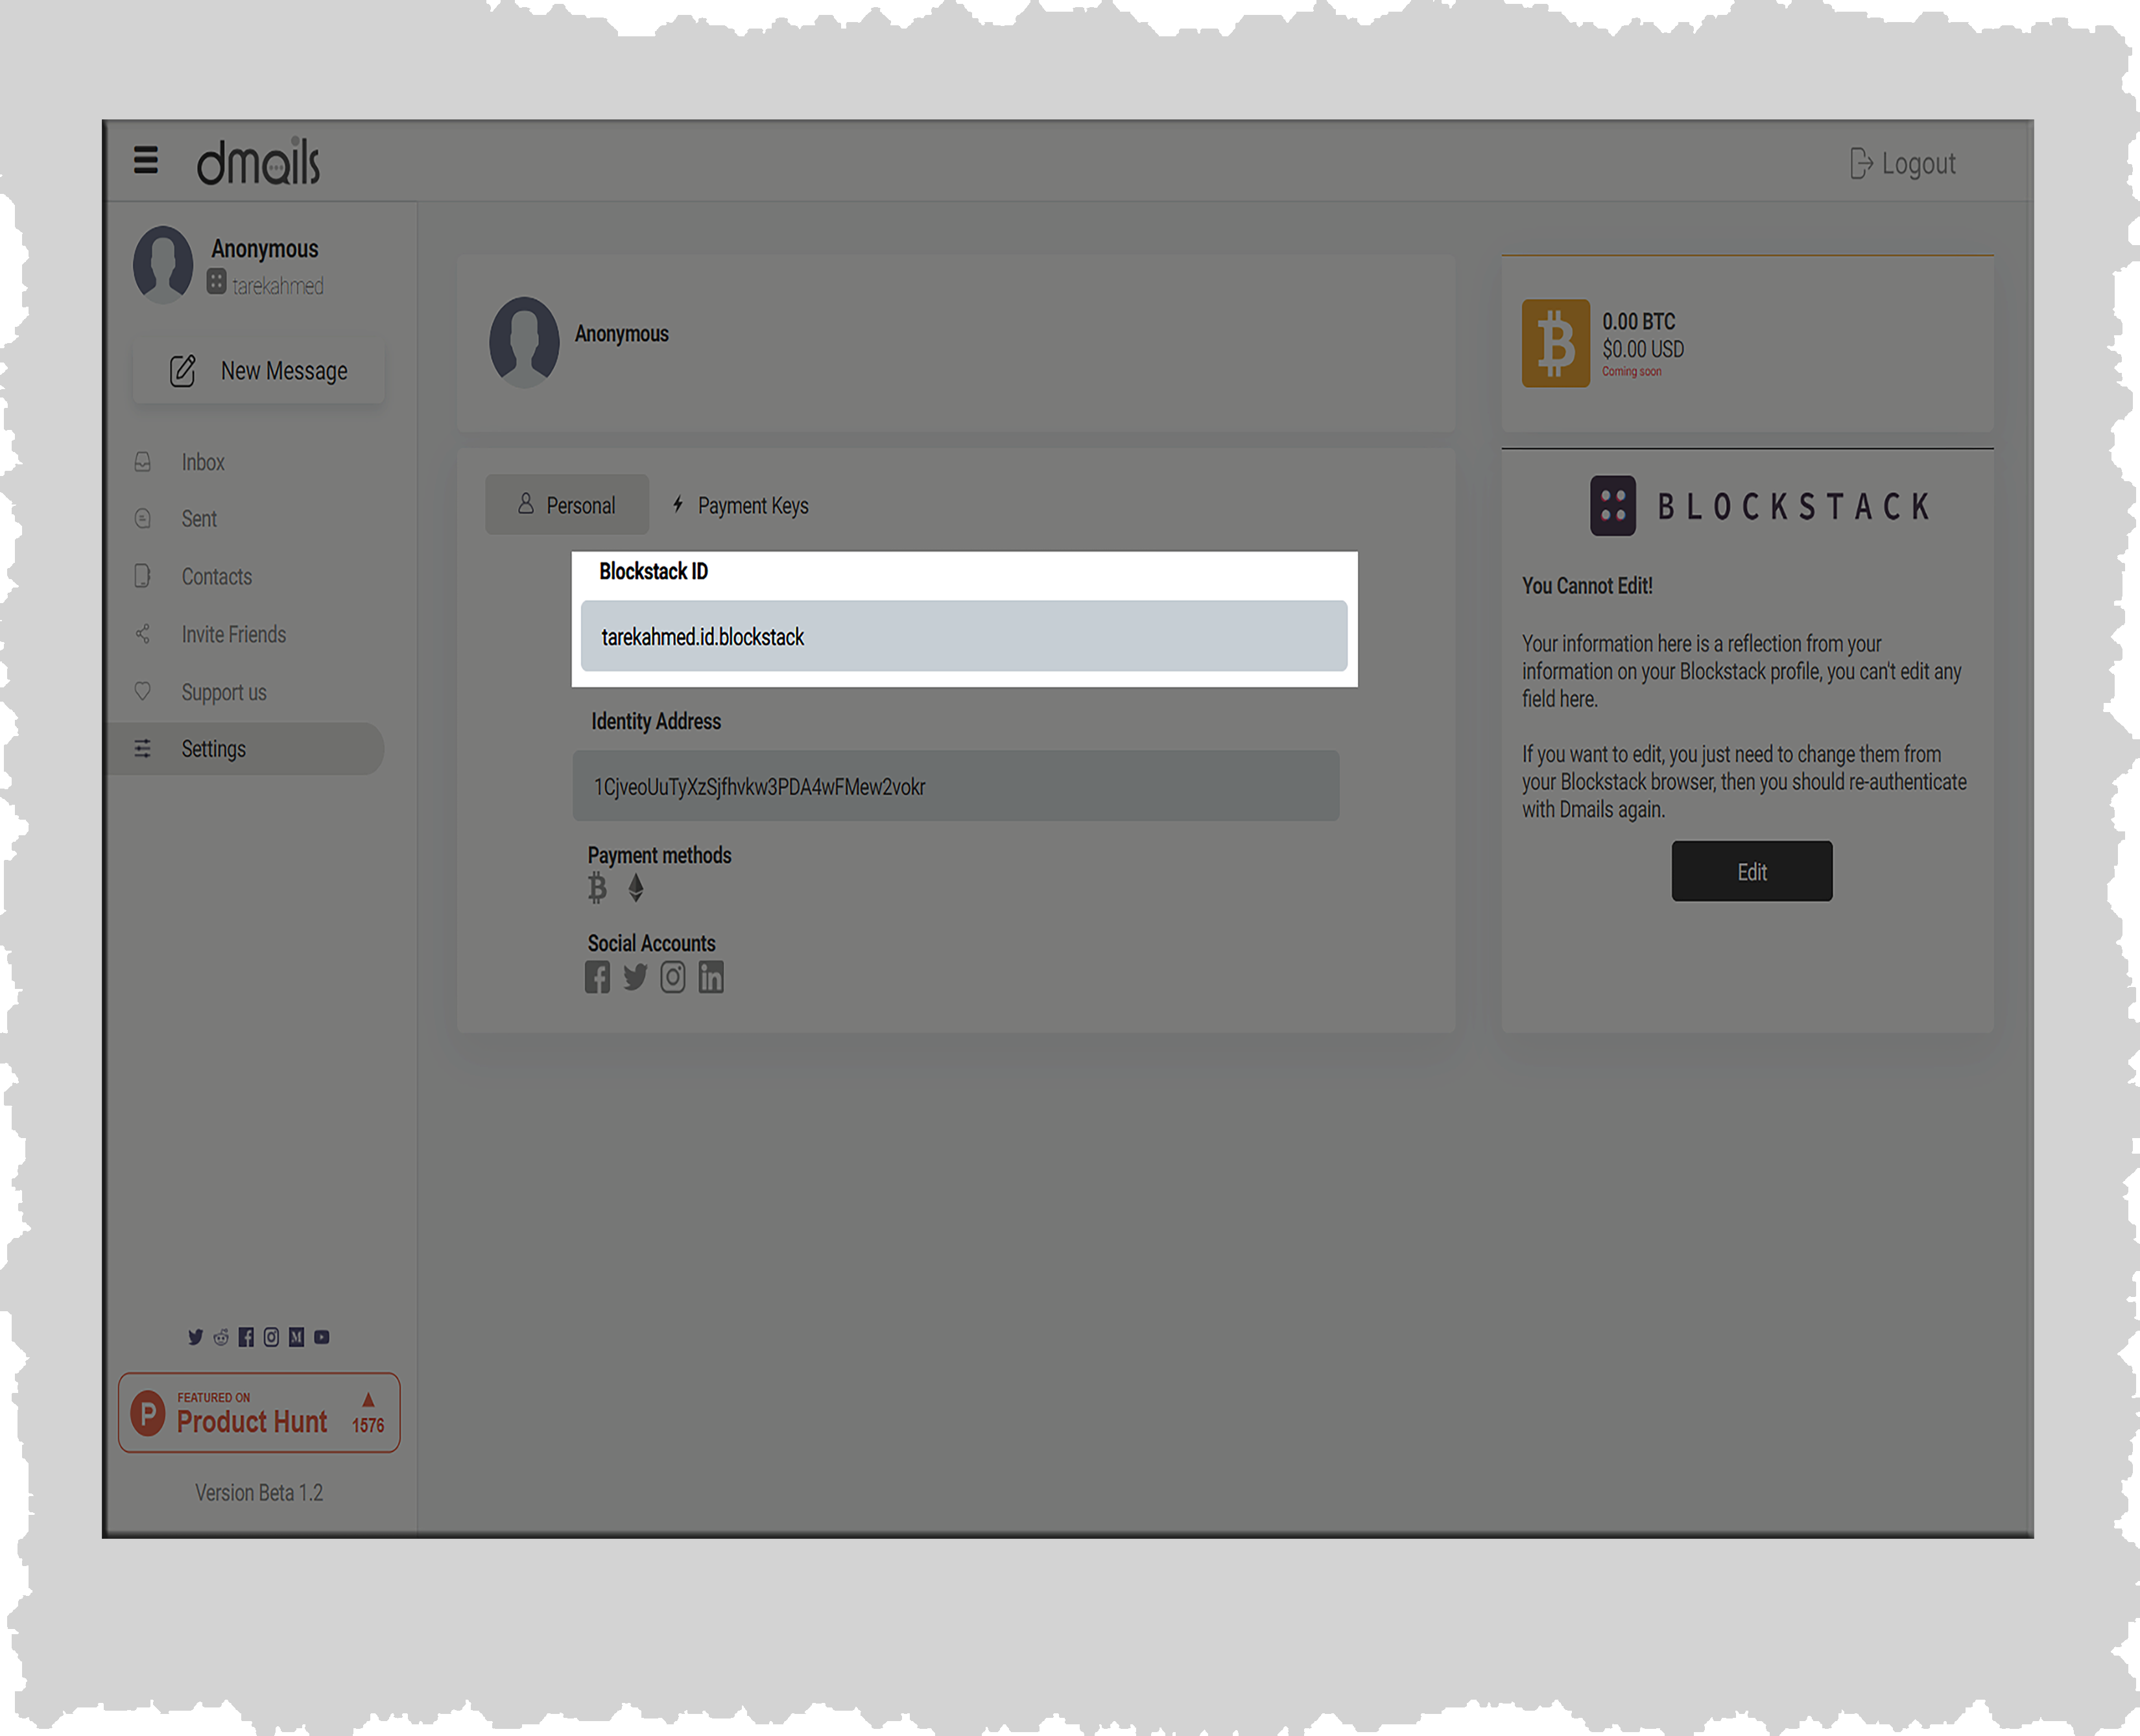 dmails
Logout
Anonymous
tarekahmed
New Message
Inbox
Sent
Contacts
Invite Friends
Support us
Settings
FEATURED ON
Product Hunt
1576
Version Beta 1.2
Anonymous
Personal
Payment Keys
Blockstack ID
tarekahmed.id.blockstack
Identity Address
1CjveoUuTyXzSjfhvkw3PDA4wFMew2vokr
Payment methods
Social Accounts
0.00 BTC
$0.00 USD
Coming soon
BLOCKSTACK
You Cannot Edit!
Your information here is a reflection from your
information on your Blockstack profile, you can't edit any
field here.
If you want to edit, you just need to change them from
your Blockstack browser, then you should re-authenticate
with Dmails again.
Edit